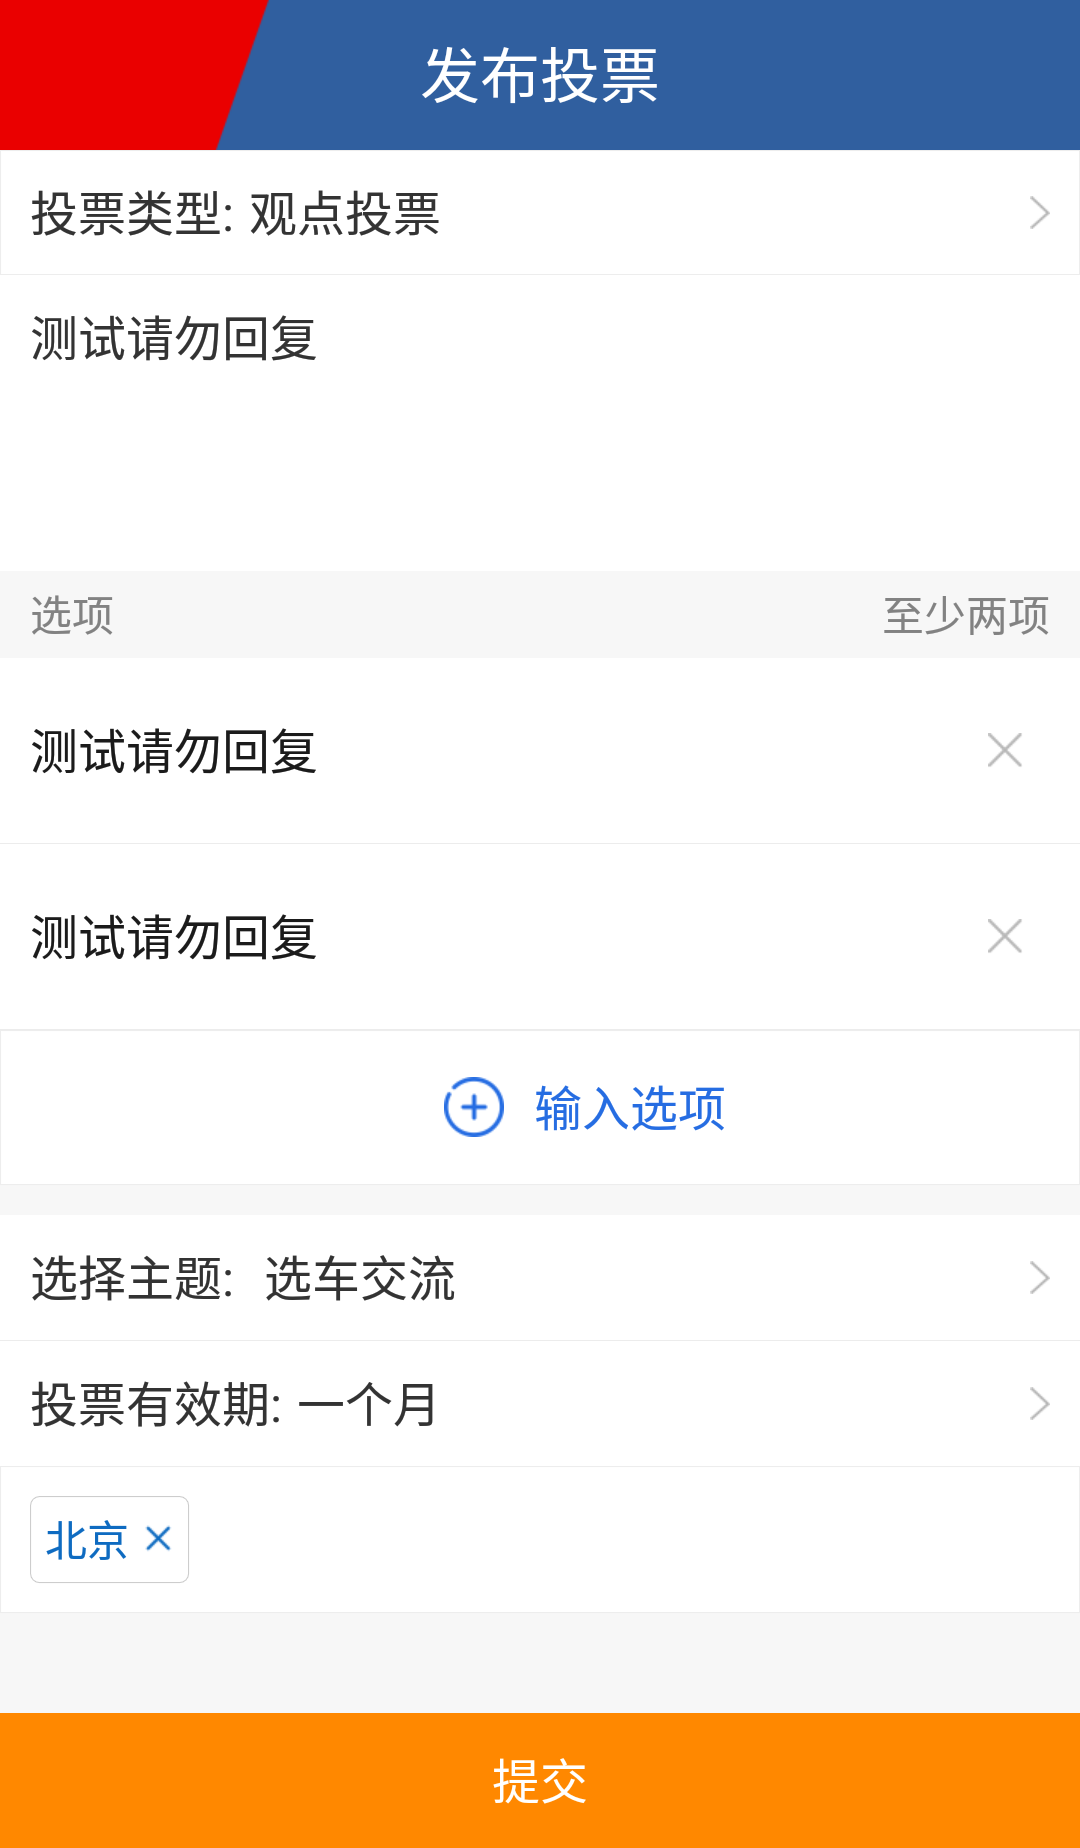 发布投票
投票类型: 观点投票
测试请勿回复
选项 至少两项
测试请勿回复
测试请勿回复
输入选项
选择主题: 选车交流
投票有效期: 一个月
北京
提交